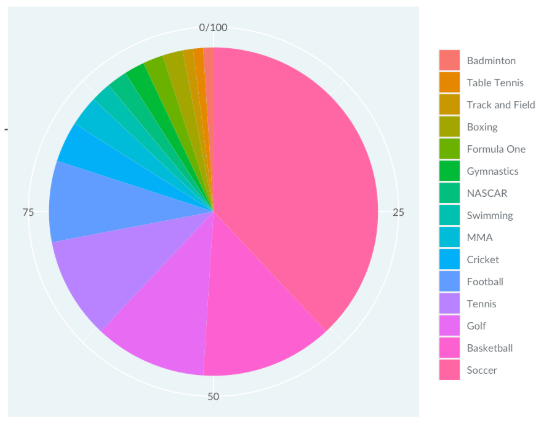 0/100
25
50
75
Badminton
Table Tennis
Track and Field
Boxing
Formula One
Gymnastics
NASCAR
Swimming
MMA
Cricket
Football
Tennis
Golf
Basketball
Soccer